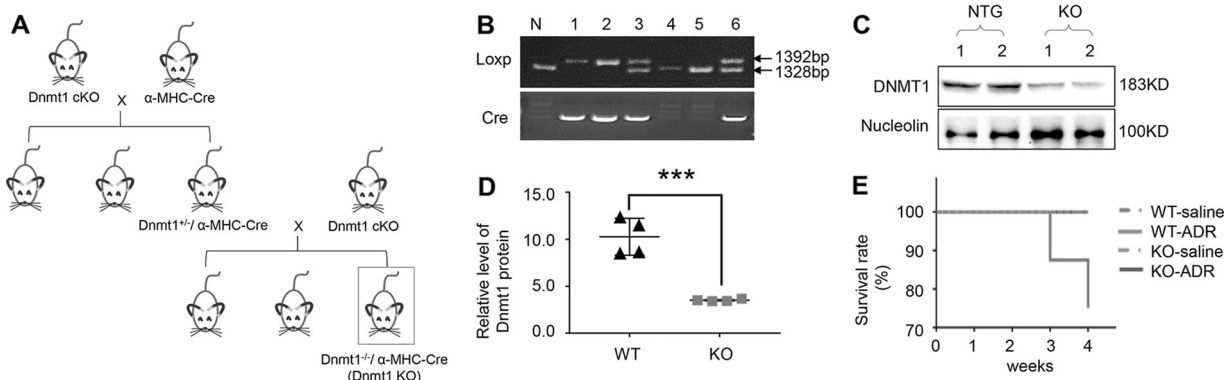 A
Dnmt1 cKO
α-MHC-Cre
X
Dnmt1+/-/ α-MHC-Cre
Dnmt1 cKO
X
Dnmt1-/-/ α-MHC-Cre
(Dnmt1 KO)
B
N 1 2 3 4 5 6
Loxp
1392bp
1328bp
Cre
C
NTG KO
1 2 1 2
DNMT1
183KD
Nucleolin
100KD
D
***
Relative level of
Dnmt1 protein
15.0
10.0
5.0
0.0
WT KO
E
Survival rate
(%)
100
90
80
70
0 1 2 3 4
weeks
WT-saline
WT-ADR
KO-saline
KO-ADR